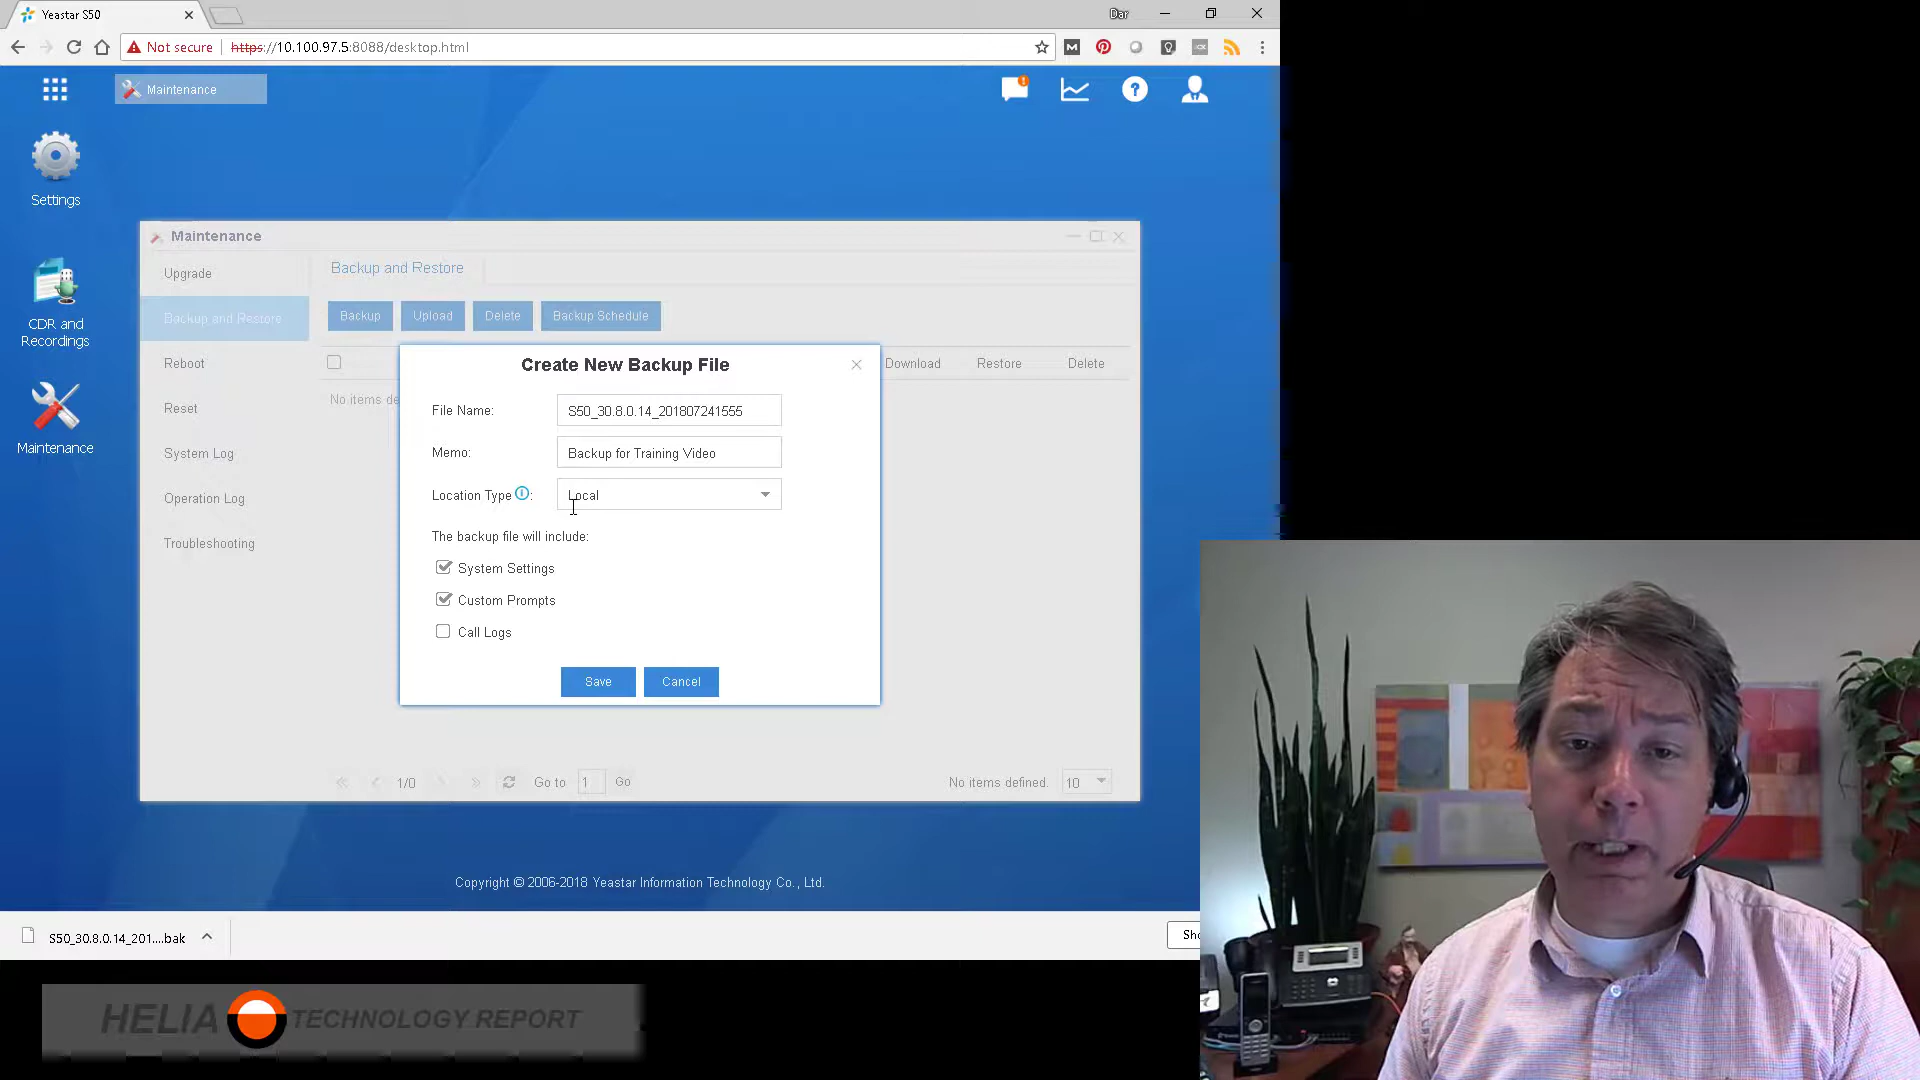 Yeastar S50
Dar
Not secure
https://10.100.97.5:8088/desktop.html
Maintenance
Settings
CDR and
Recordings
Maintenance
Maintenance
Upgrade
Backup and Restore
Reboot
Reset
System Log
Operation Log
Troubleshooting
Backup and Restore
Backup
Upload
Delete
Backup Schedule
Download
Restore
Delete
No items de
Create New Backup File
File Name:
S50_30.8.0.14_201807241555
Memo:
Backup for Training Video
Location Type :
Local
The backup file will include:
System Settings
Custom Prompts
Call Logs
Save
Cancel
1/0
Go to
1
Go
No items defined.
10
Copyright © 2006-2018 Yeastar Information Technology Co., Ltd.
S50_30.8.0.14_201....bak
Sho
HELIA TECHNOLOGY REPORT